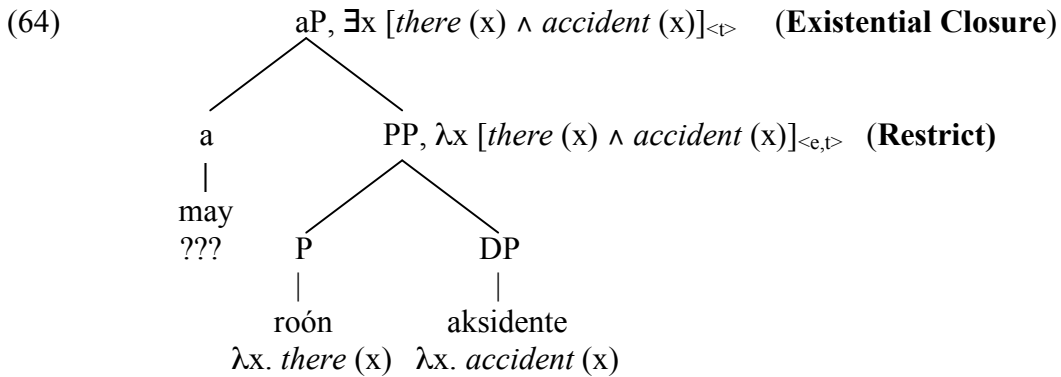 (64) aP, ∃x [there (x) ∧ accident (x)]<t> (Existential Closure)
a PP, λx [there (x) ∧ accident (x)]<e,t> (Restrict)
may
??? P DP
roón aksidente
λx. there (x) λx. accident (x)